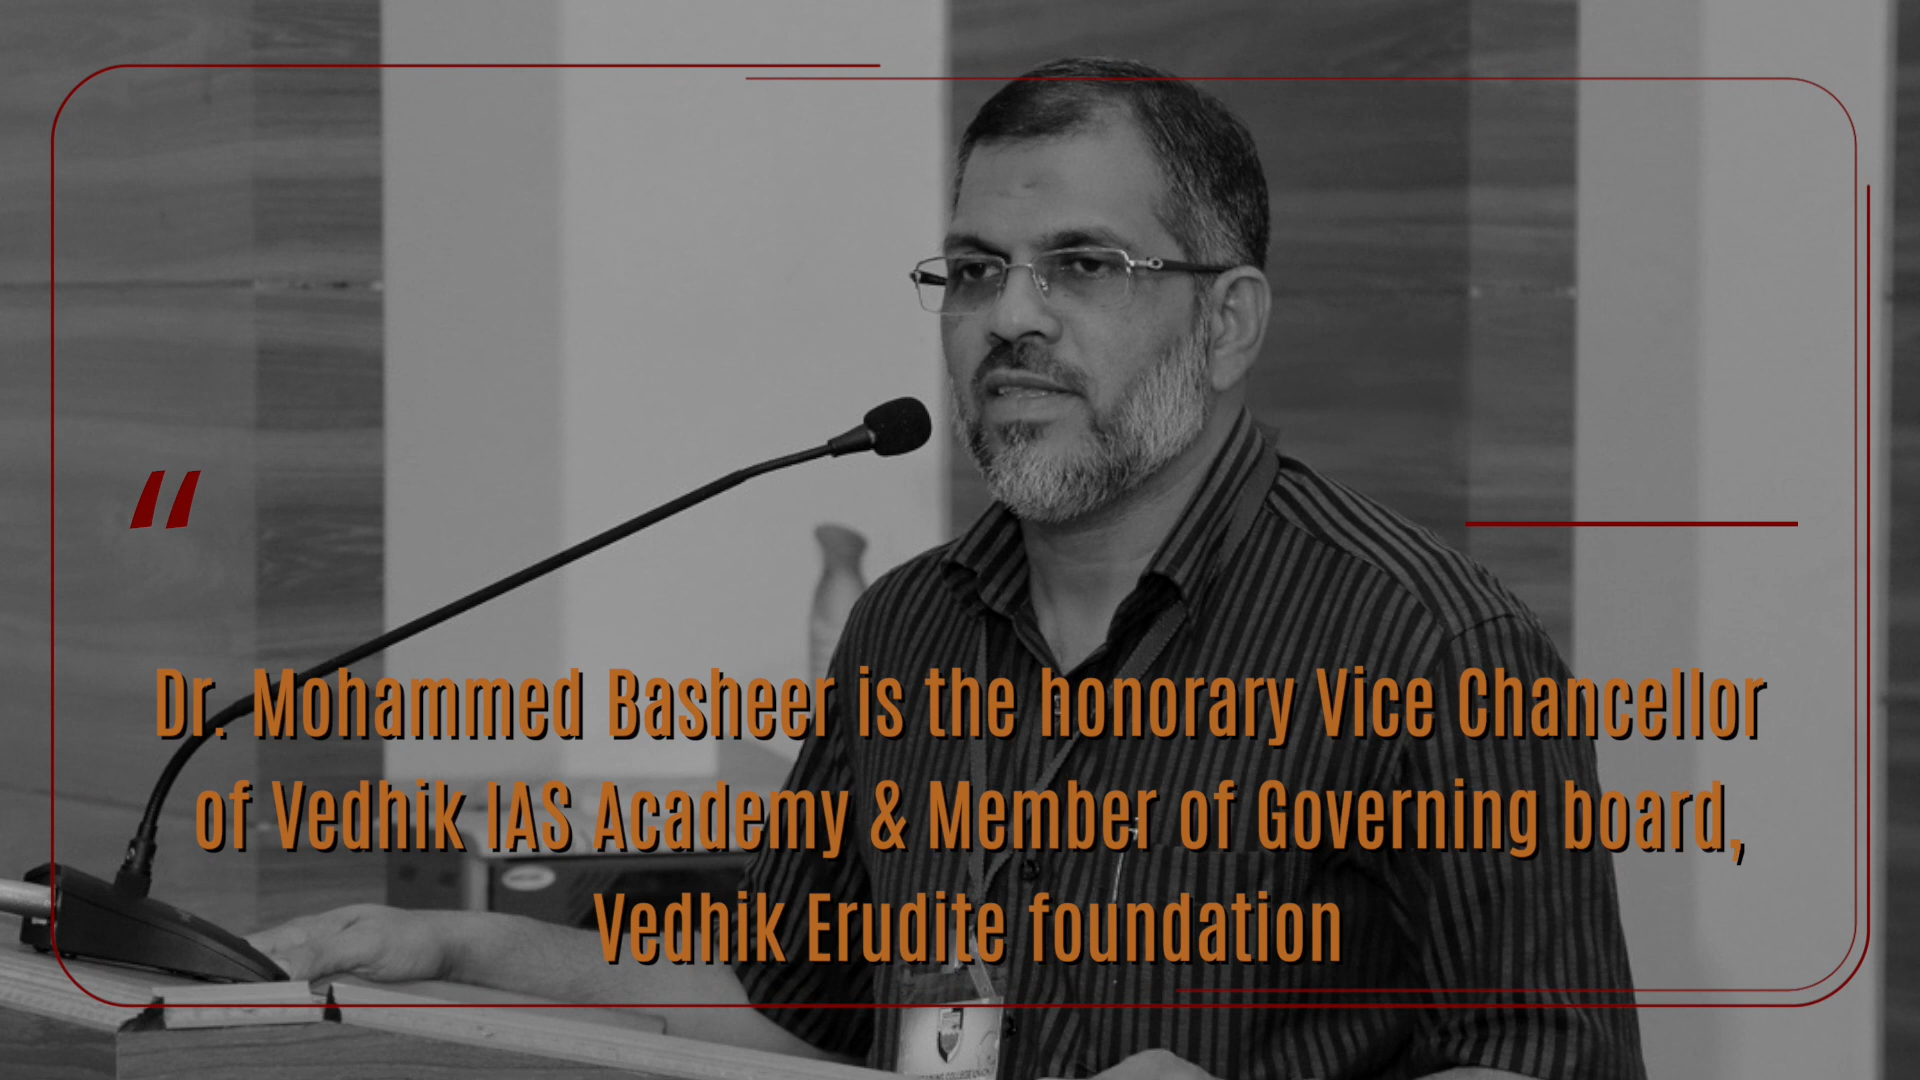 “
Dr. Mohammed Basheer is the honorary Vice Chancellor
of Vedhik IAS Academy & Member of Governing board,
Vedhik Erudite foundation